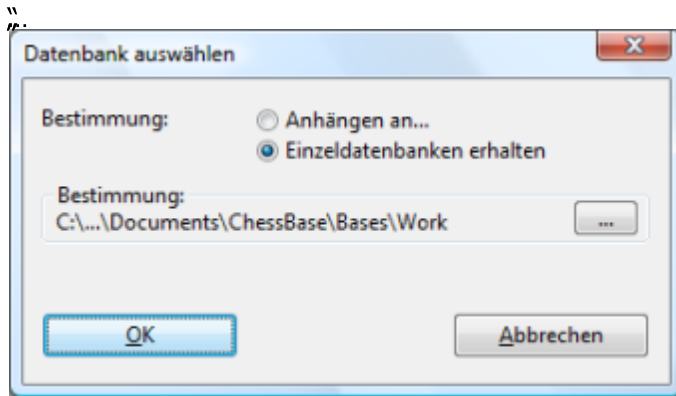 Datenbank auswählen
Bestimmung:
Anhängen an...
Einzeldatenbanken erhalten
Bestimmung:
C:\...\Documents\ChessBase\Bases\Work
...
OK
Abbrechen